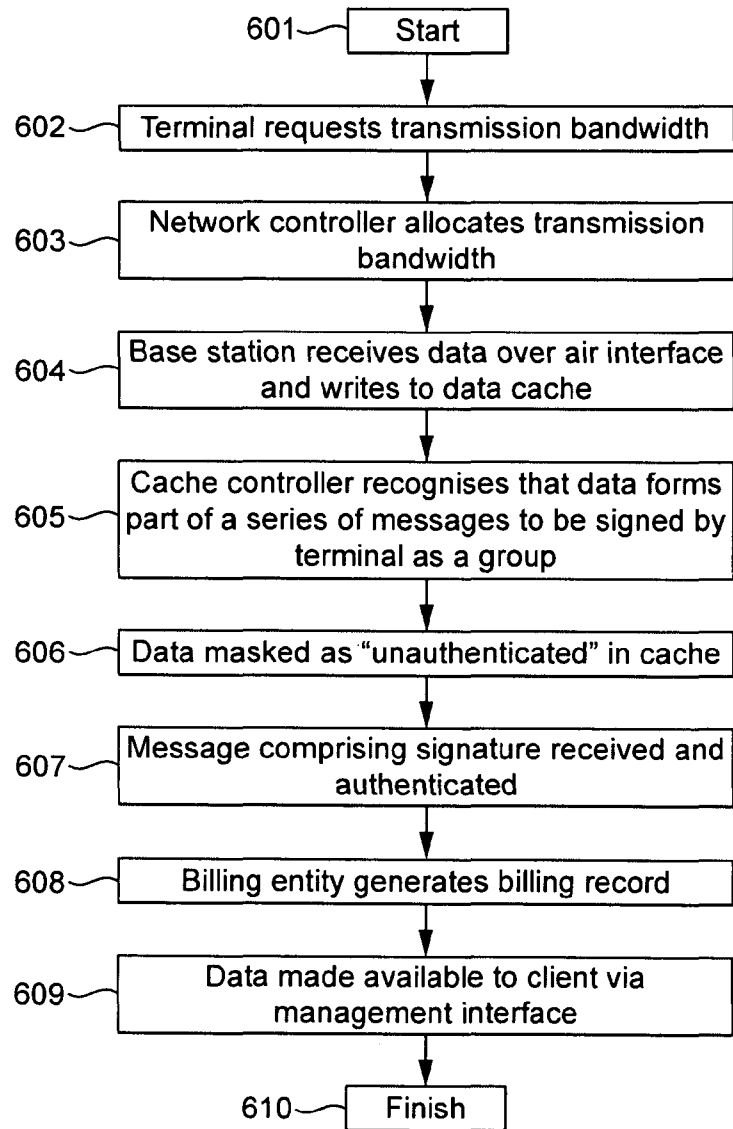 601 Start
602 Terminal requests transmission bandwidth
603 Network controller allocates transmission
bandwidth
604 Base station receives data over air interface
and writes to data cache
605 Cache controller recognises that data forms
part of a series of messages to be signed by
terminal as a group
606 Data masked as “unauthenticated” in cache
607 Message comprising signature received and
authenticated
608 Billing entity generates billing record
609 Data made available to client via
management interface
610 Finish